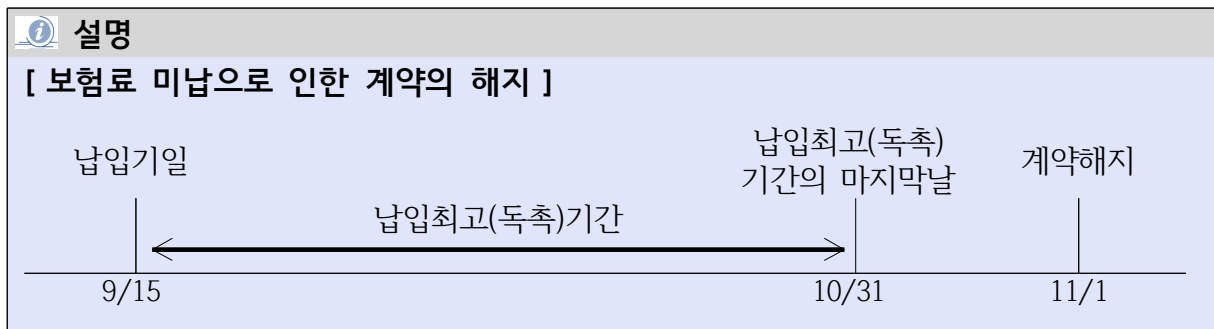 설명
[ 보험료 미납으로 인한 계약의 해지 ]
납입기일
납입최고(독촉)
기간의 마지막날
계약해지
납입최고(독촉)기간
9/15
10/31
11/1